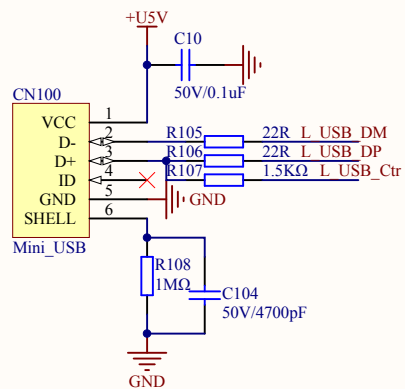 +U5V
C10
50V/0.1uF
CN100
VCC 1
D- 2 R105 22R L_USB_DM
D+ 3 R106 22R L_USB_DP
ID 4 R107 1.5KΩ L_USB_Ctr
GND 5 GND
SHELL 6
Mini_USB
R108
1MΩ
C104
50V/4700pF
GND